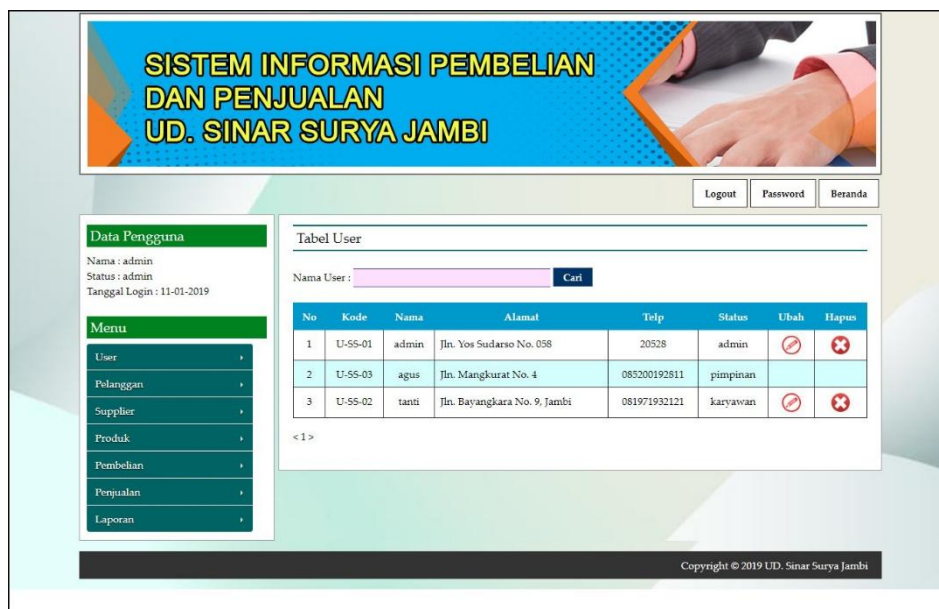 SISTEM INFORMASI PEMBELIAN
DAN PENJUALAN
UD. SINAR SURYA JAMBI
Logout Password Beranda
Data Pengguna
Nama : admin
Status : admin
Tanggal Login : 11-01-2019
Menu
User
Pelanggan
Supplier
Produk
Pembelian
Penjualan
Laporan
Tabel User
Nama User : Cari
No Kode Nama Alamat Telp Status Ubah Hapus
1 U-SS-01 admin Jln. Yos Sudarso No. 058 20528 admin
2 U-SS-03 agus Jln. Mangkurat No. 4 085200192811 pimpinan
3 U-SS-02 tanti Jln. Bayangkara No. 9, Jambi 081971932121 karyawan
< 1 >
Copyright © 2019 UD. Sinar Surya Jambi